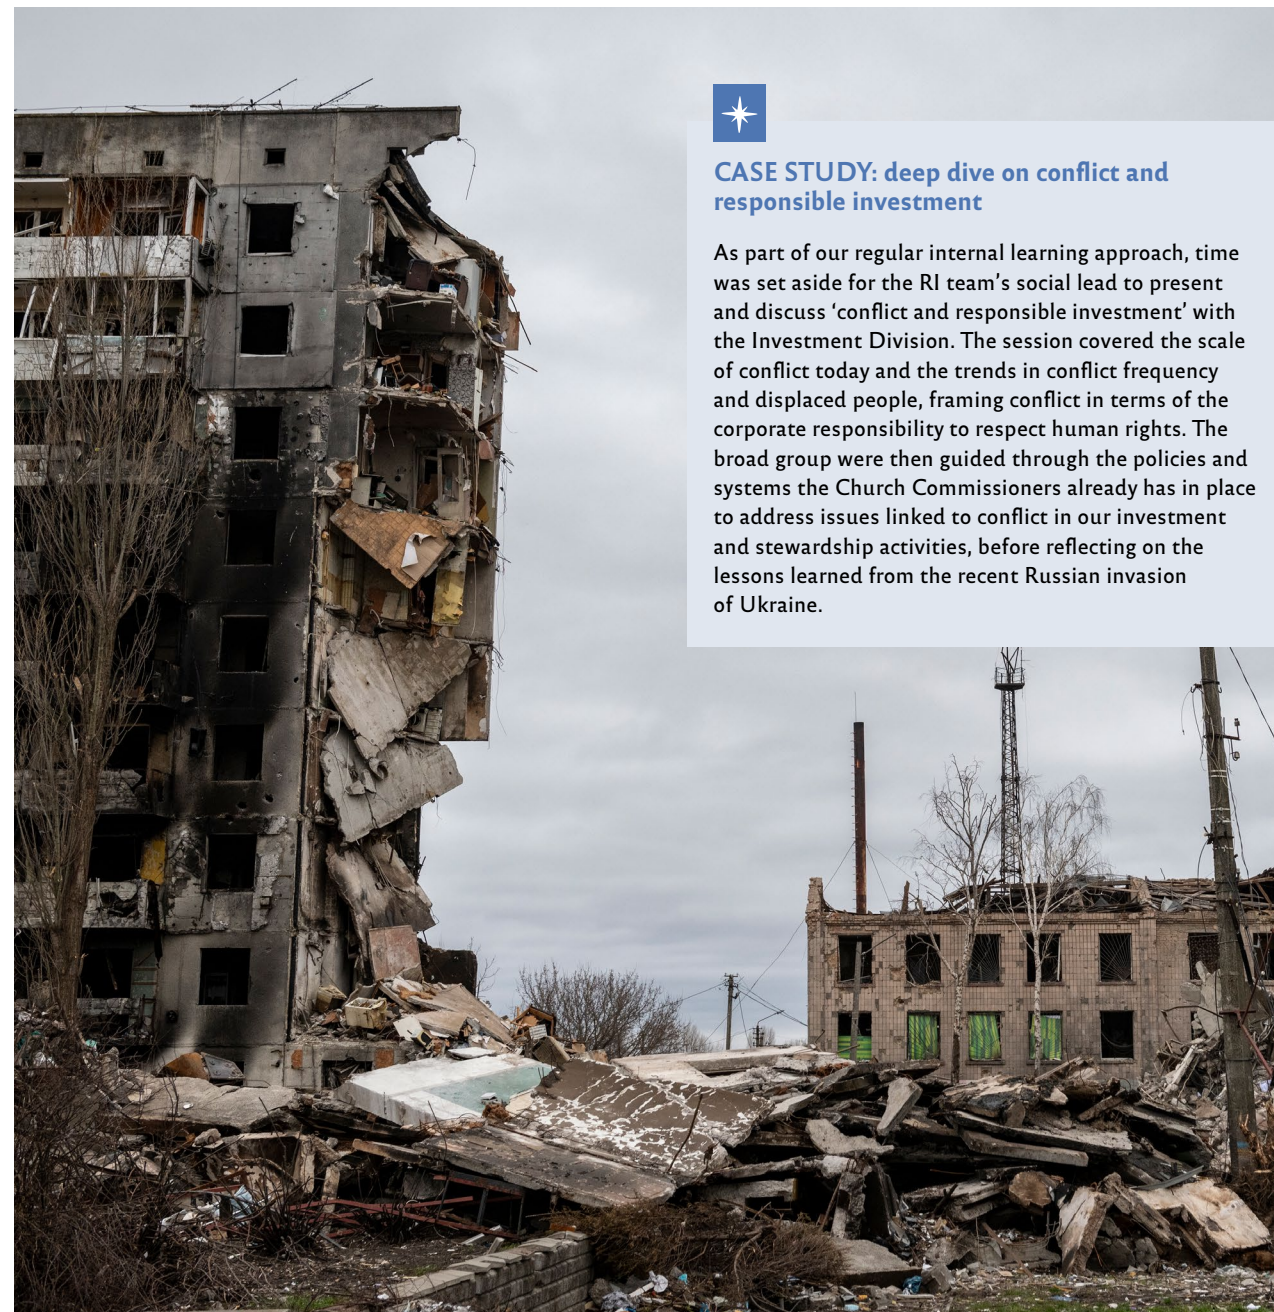 CASE STUDY: deep dive on conflict and
responsible investment
As part of our regular internal learning approach, time
was set aside for the RI team’s social lead to present
and discuss ‘conflict and responsible investment’ with
the Investment Division. The session covered the scale
of conflict today and the trends in conflict frequency
and displaced people, framing conflict in terms of the
corporate responsibility to respect human rights. The
broad group were then guided through the policies and
systems the Church Commissioners already has in place
to address issues linked to conflict in our investment
and stewardship activities, before reflecting on the
lessons learned from the recent Russian invasion
of Ukraine.